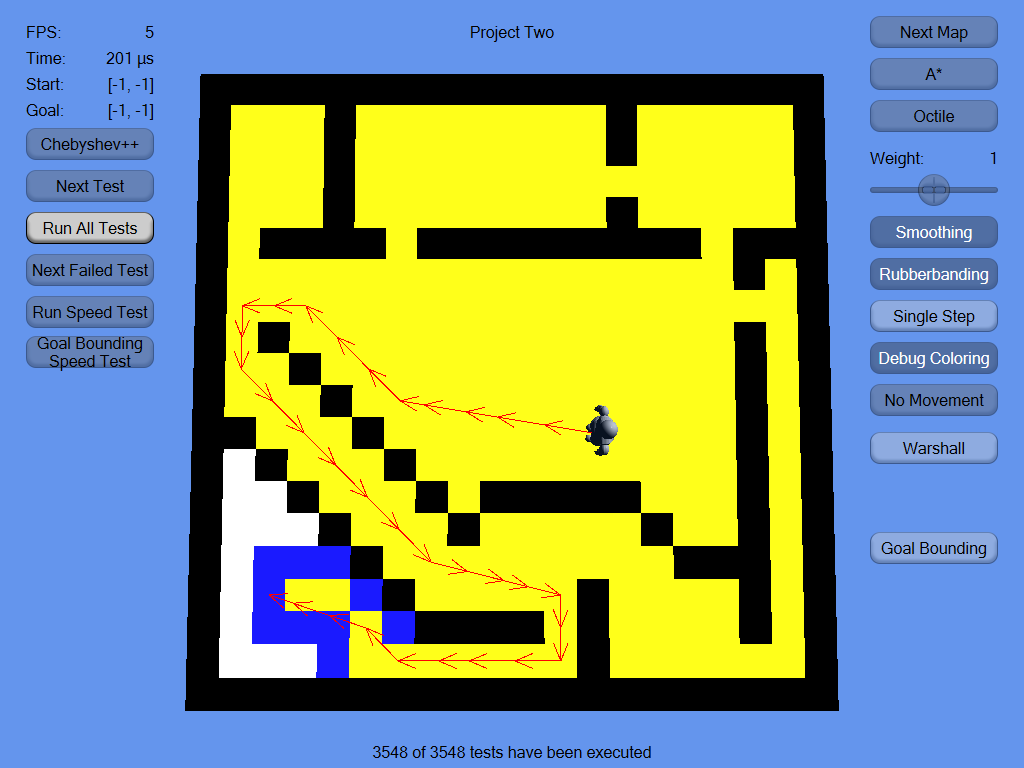 Project Two
FPS: 5
Time: 201 µs
Start: [-1, -1]
Goal: [-1, -1]
Chebyshev++
Next Test
Run All Tests
Next Failed Test
Run Speed Test
Goal Bounding
Speed Test
Next Map
A*
Octile
Weight: 1
Smoothing
Rubberbanding
Single Step
Debug Coloring
No Movement
Warshall
Goal Bounding
3548 of 3548 tests have been executed